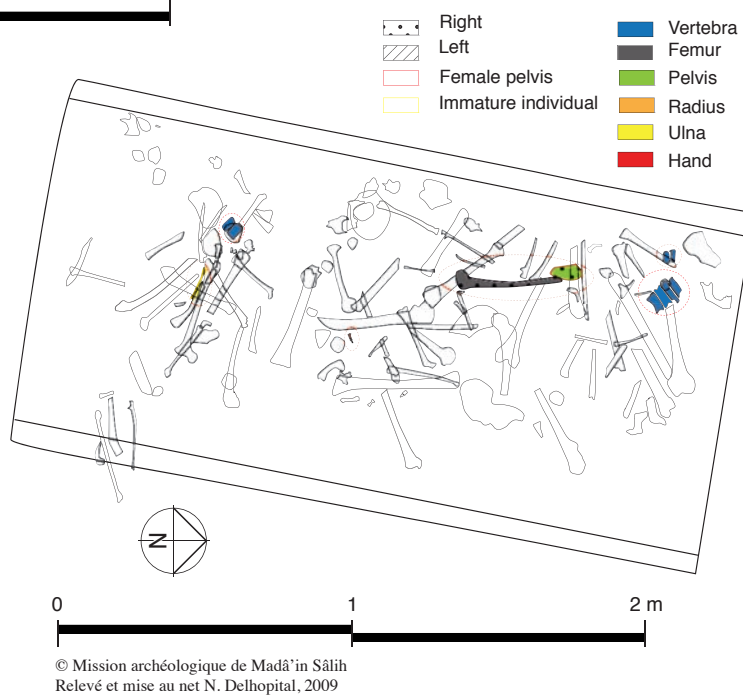 Right
Left
Female pelvis
Immature individual
Vertebra
Femur
Pelvis
Radius
Ulna
Hand
N
0 1 2 m
© Mission archéologique de Madâ'in Sâlih
Relevé et mise au net N. Delhopital, 2009